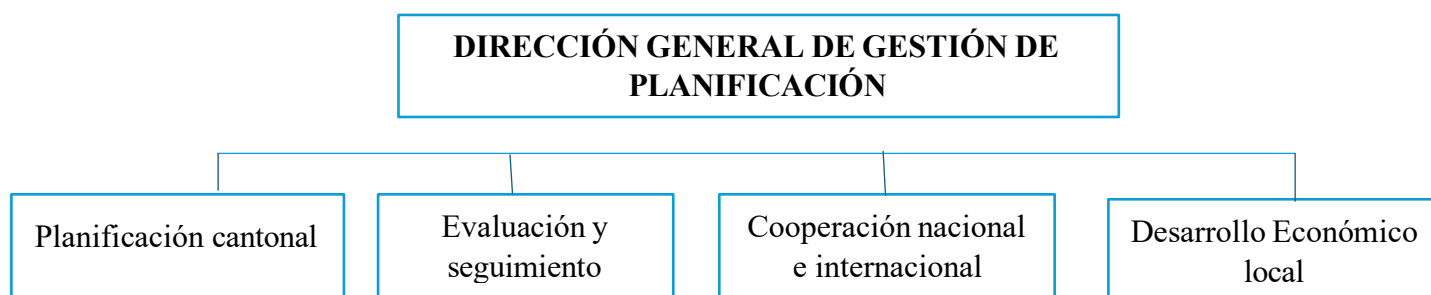 DIRECCIÓN GENERAL DE GESTIÓN DE
PLANIFICACIÓN
Planificación cantonal
Evaluación y
seguimiento
Cooperación nacional
e internacional
Desarrollo Económico
local